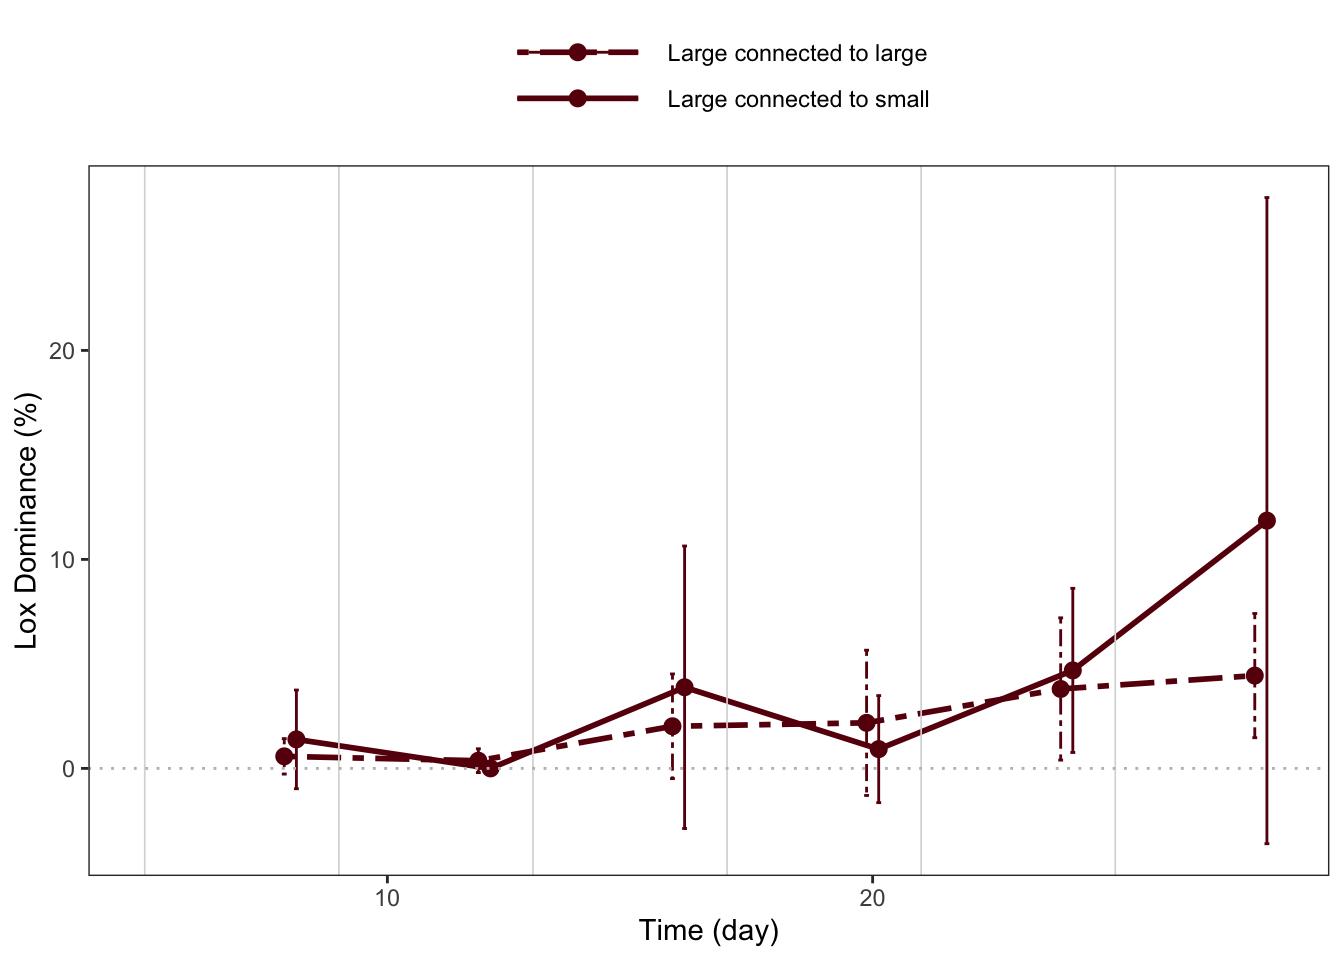 Large connected to large
Large connected to small
20
10
0
Lox Dominance (%)
10 20
Time (day)